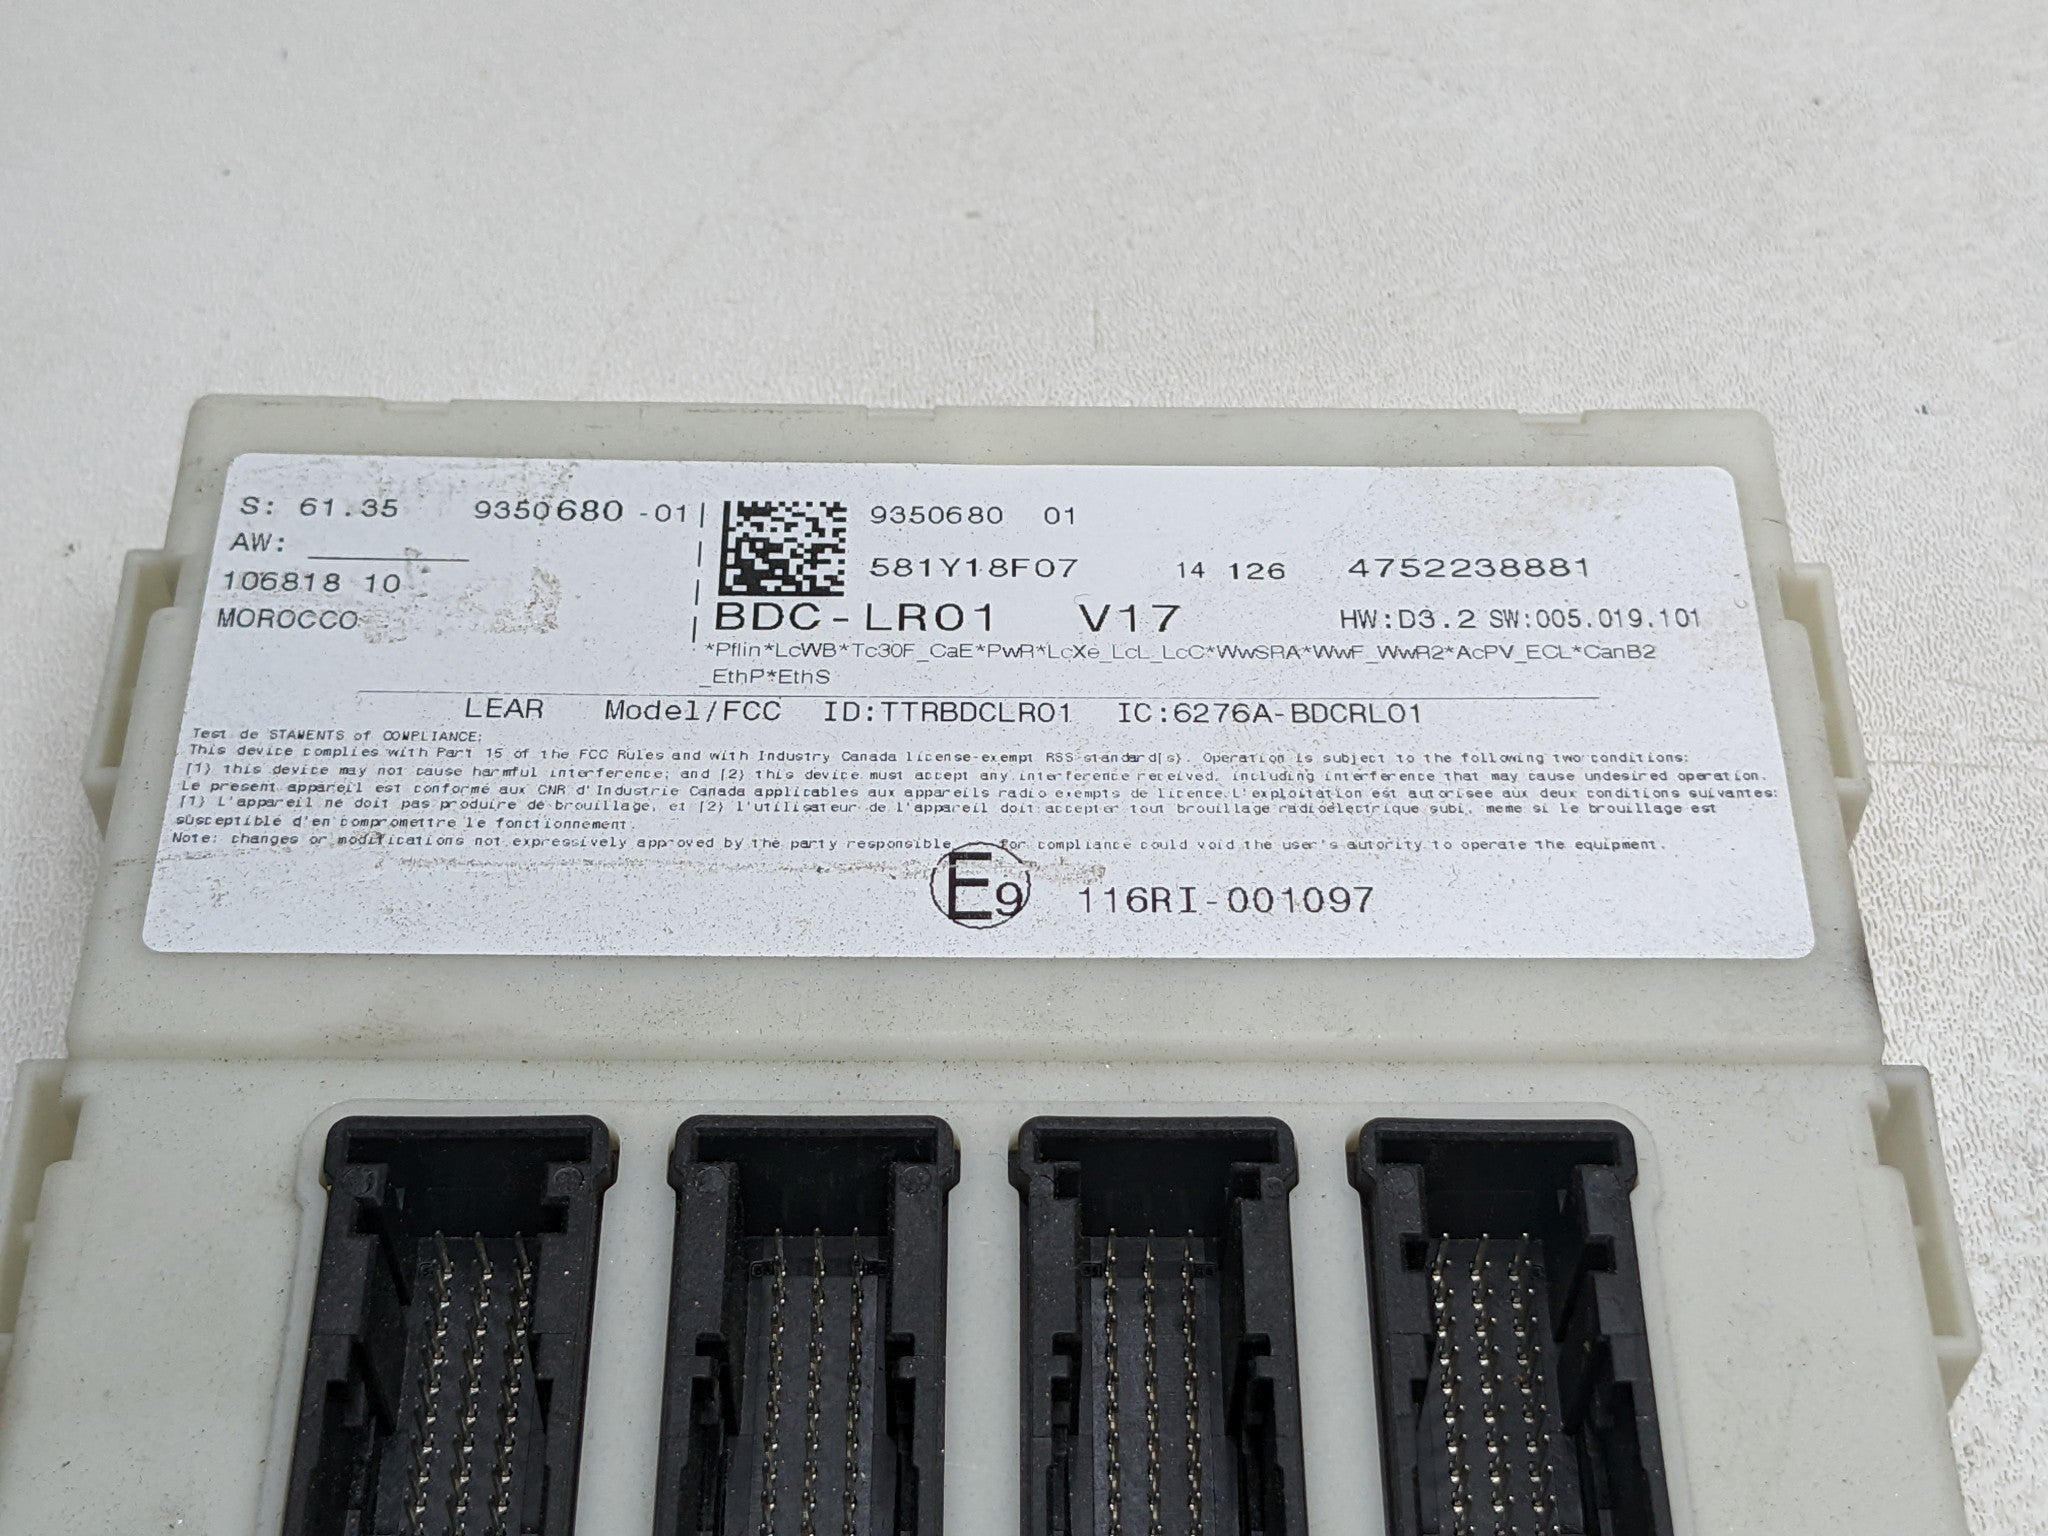 S: 61.35 9350680 -01
AW:
106818 10
MOROCCO
9350680 01
581Y18F07 14 126 4752238881
BDC-LR01 V17 HW:D3.2 SW:005.019.101
*Pflin*LcWB*Tc30F_CaE*PwR*LcXe_LcL_LcC*WwSRA*WwF_WwR2*AcPV_ECL*CanB2
_EthP*EthS
LEAR Model/FCC ID:TTRBDCLR01 IC:6276A-BDCRL01
Test de STAMENTS of COMPLIANCE:
This device complies with Part 15 of the FCC Rules and with Industry Canada license-exempt RSS standard(s). Operation is subject to the following two conditions:
(1) this device may not cause harmful interference; and (2) this device must accept any interference received, including interference that may cause undesired operation.
Le present appareil est conforme aux CNR d'Industrie Canada applicables aux appareils radio exempts de licence.L'exploitation est autorisee aux deux conditions suivantes:
(1) L'appareil ne doit pas produire de brouillage, et (2) l'utilisateur de l'appareil doit accepter tout brouillage radioélectrique subi, meme si le brouillage est
susceptible d'en compromettre le fonctionnement.
Note: changes or modifications not expressively approved by the party responsible for compliance could void the user's autority to operate the equipment.
E9 116RI-001097